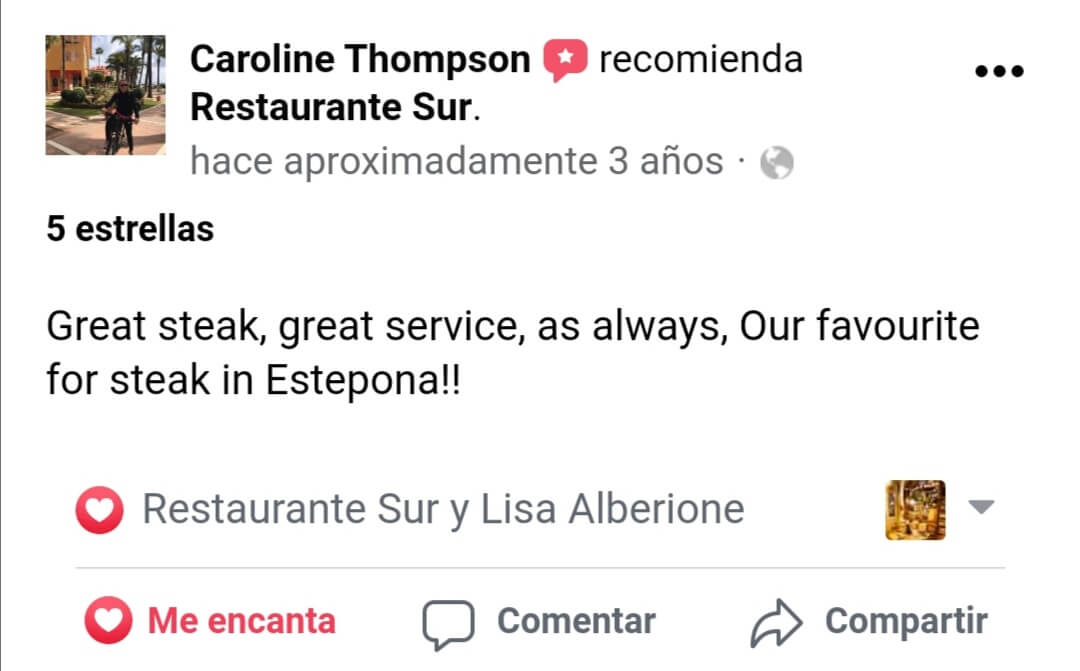 Caroline Thompson recomienda
Restaurante Sur.
hace aproximadamente 3 años ·
5 estrellas
Great steak, great service, as always, Our favourite
for steak in Estepona!!
Restaurante Sur y Lisa Alberione
Me encanta Comentar Compartir